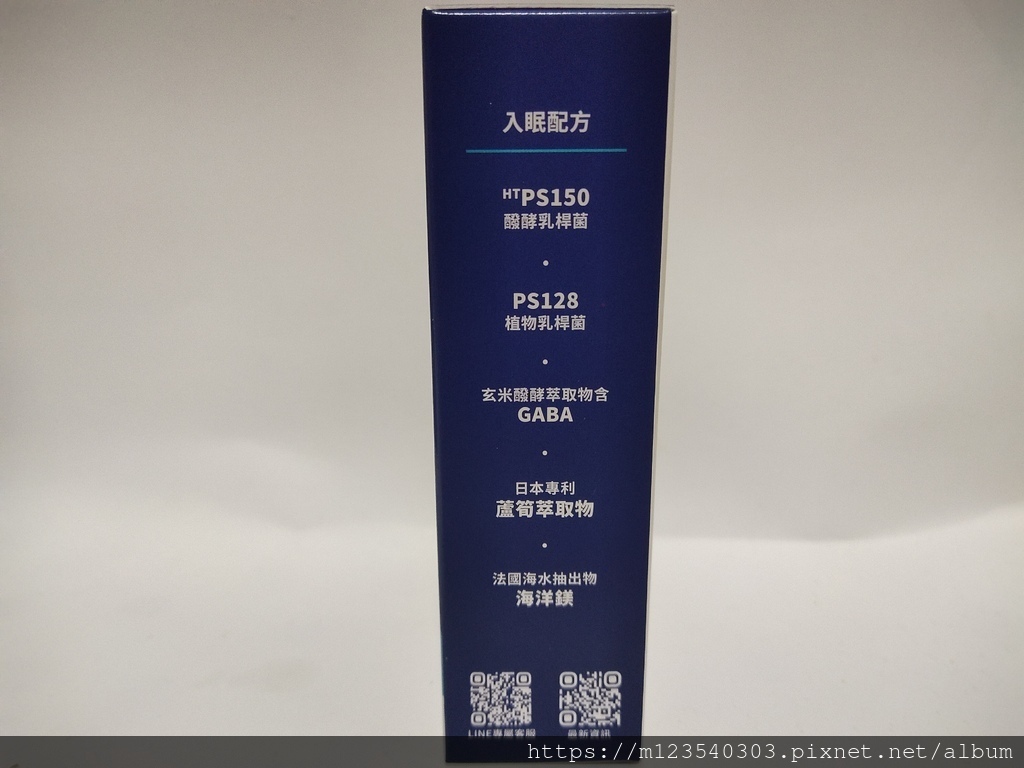 入眠配方
HTPS150
醱酵乳桿菌
PS128
植物乳桿菌
玄米醱酵萃取物含
GABA
日本專利
蘆筍萃取物
法國海水抽出物
海洋鎂
LINE專屬客服
最新資訊
https://m123540303.pixnet.net/album